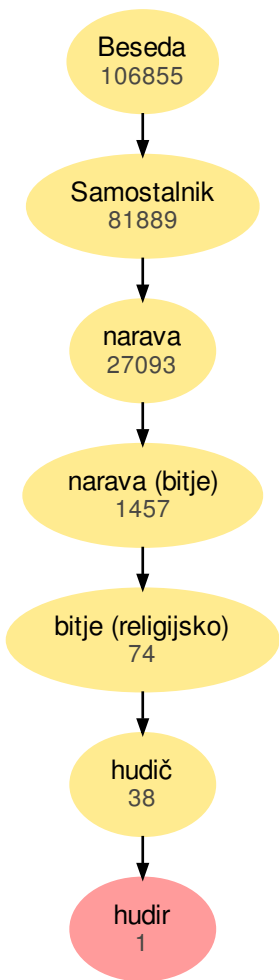 Beseda
106855
Samostalnik
81889
narava
27093
narava (bitje)
1457
bitje (religijsko)
74
hudič
38
hudir
1